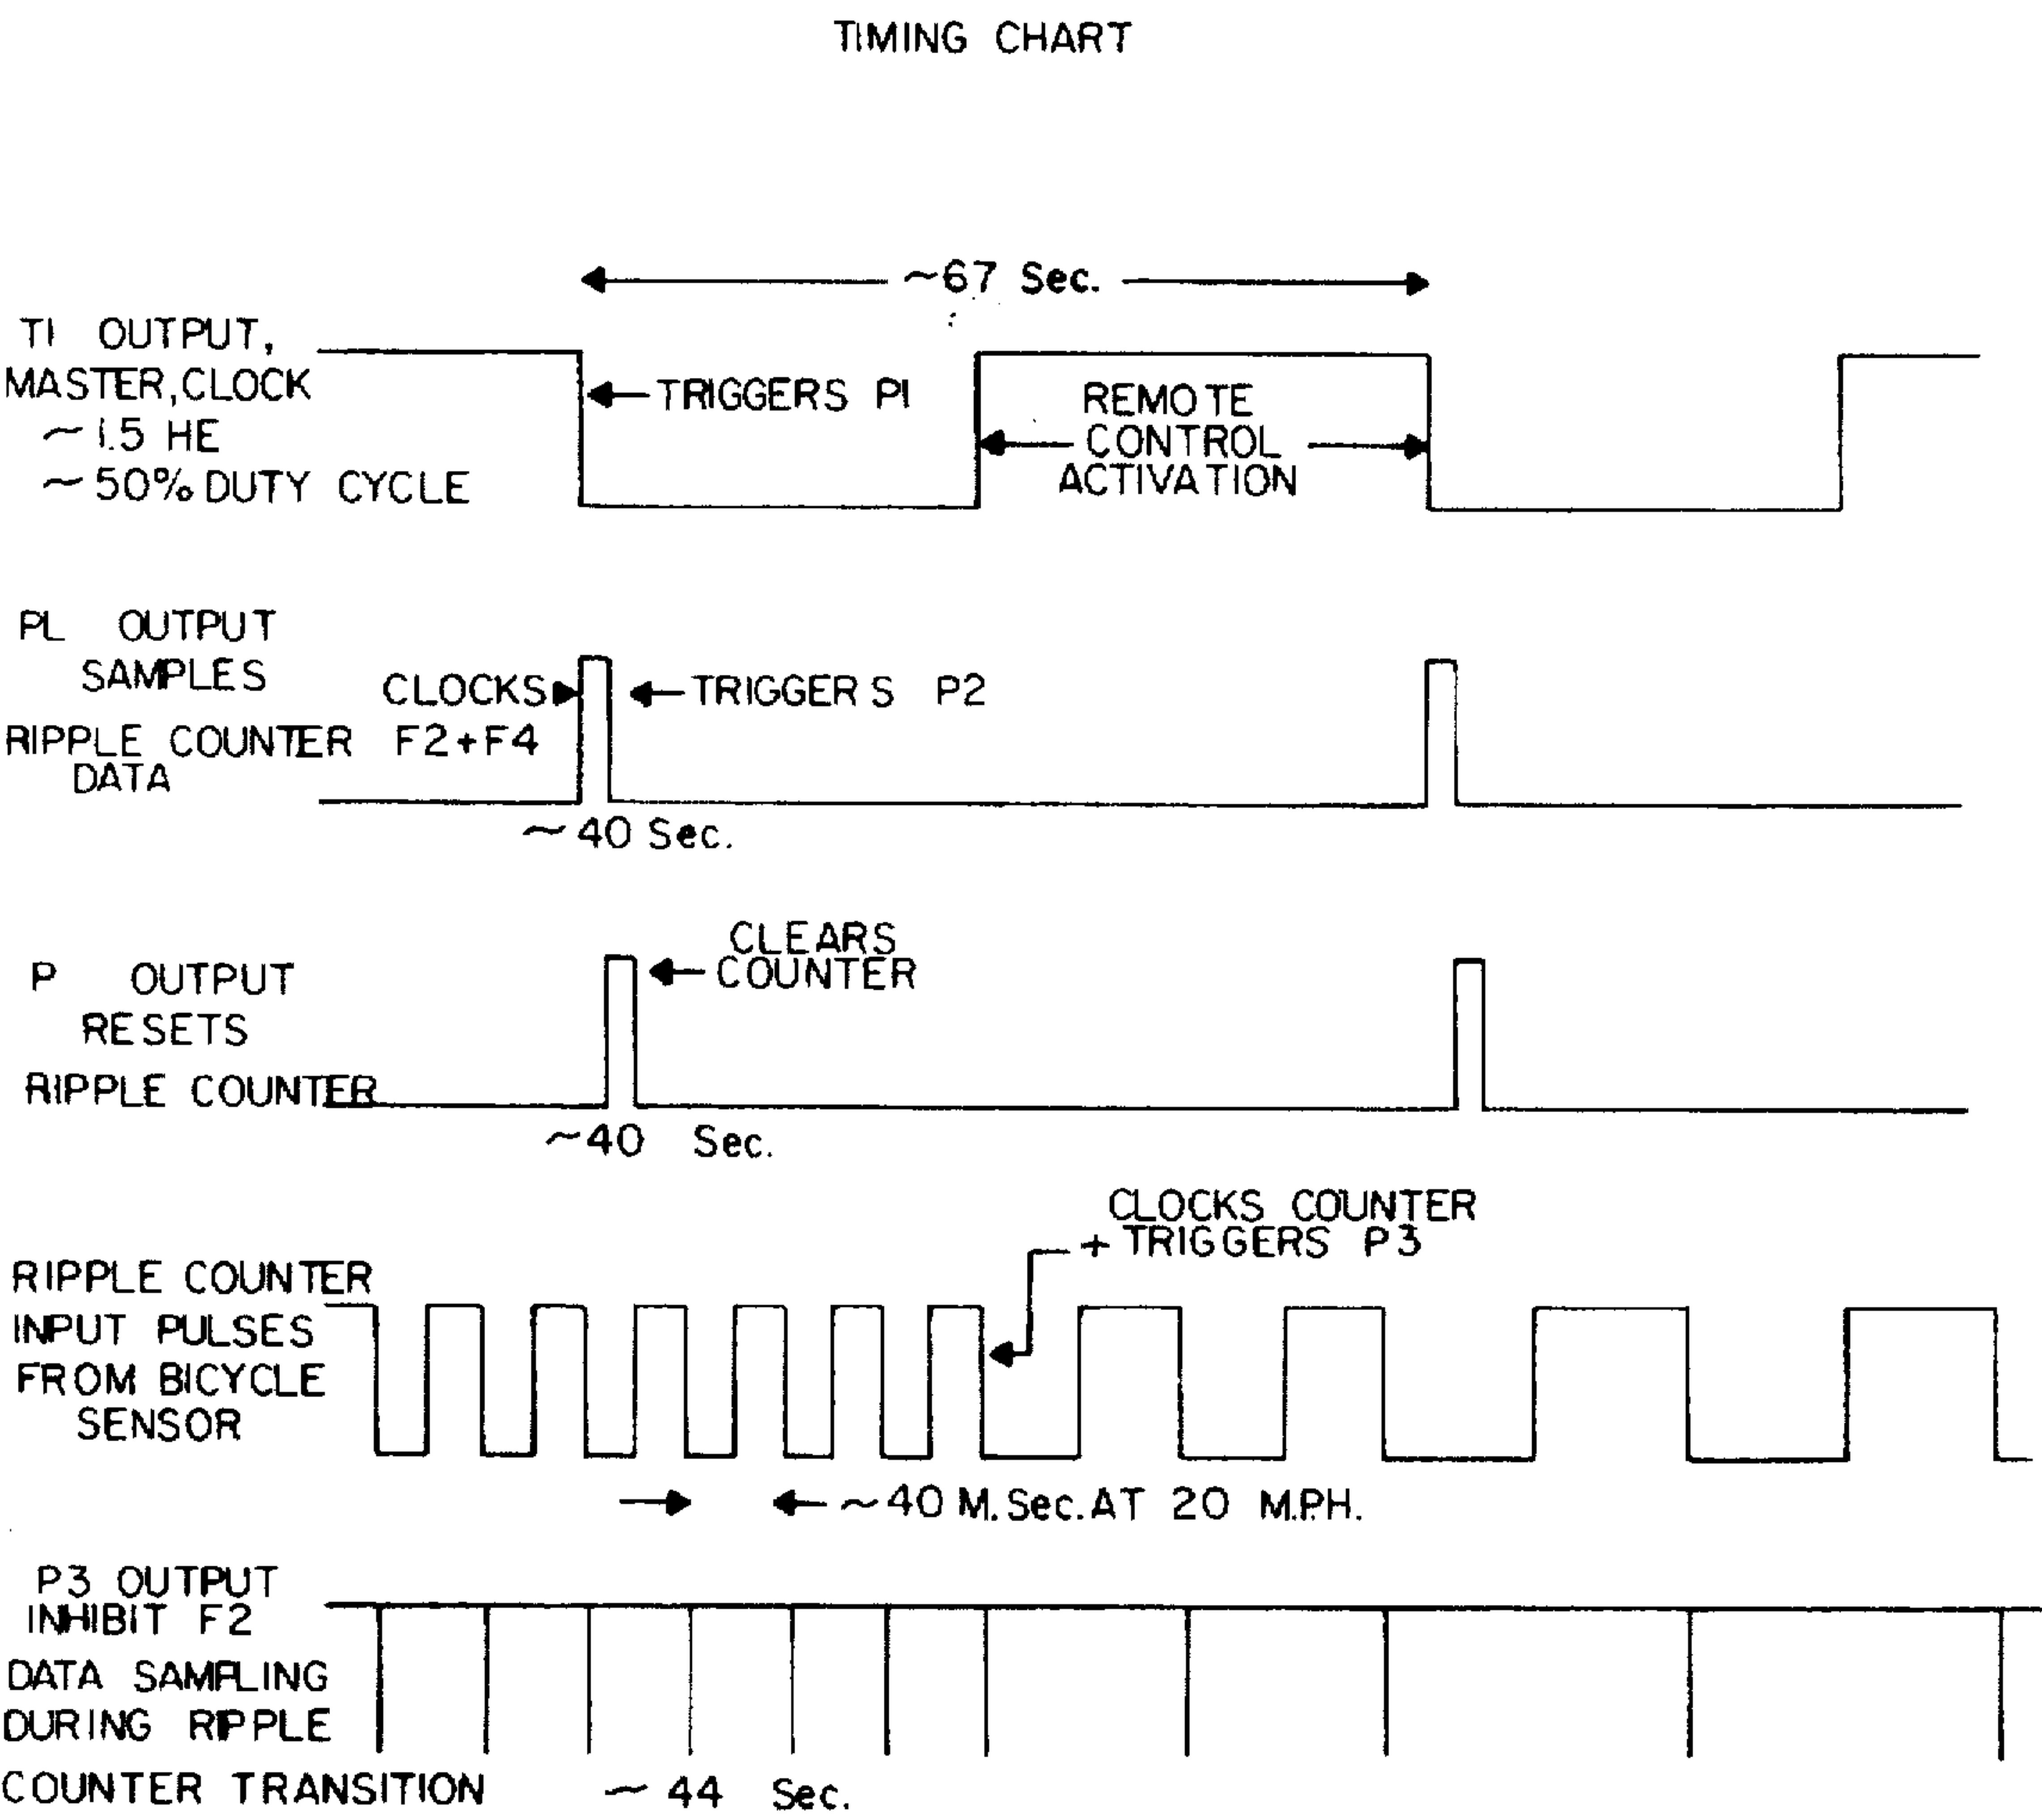 TIMING CHART
~67 Sec.
T1 OUTPUT,
MASTER, CLOCK
~ 1.5 HE
~ 50% DUTY CYCLE
TRIGGERS P1
REMOTE
CONTROL
ACTIVATION
PL OUTPUT
SAMPLES
RIPPLE COUNTER
DATA
CLOCKS
F2+F4
TRIGGERS P2
~40 Sec.
P OUTPUT
RESETS
RIPPLE COUNTER
CLEARS
COUNTER
~40 Sec.
CLOCKS COUNTER
+ TRIGGERS P3
RIPPLE COUNTER
INPUT PULSES
FROM BICYCLE
SENSOR
~40 M. Sec. AT 20 M.P.H.
P3 OUTPUT
INHIBIT F2
DATA SAMPLING
DURING RIPPLE
COUNTER TRANSITION
~ 44 Sec.